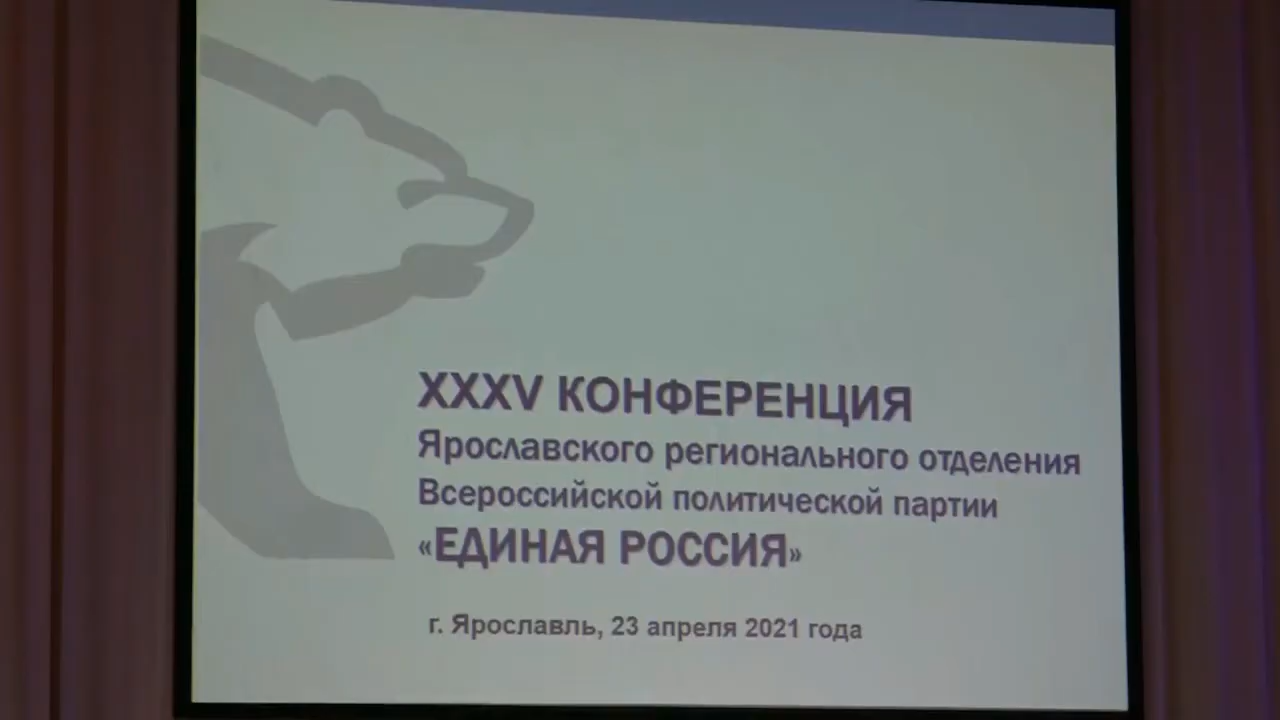 XXXV КОНФЕРЕНЦИЯ
Ярославского регионального отделения
Всероссийской политической партии
«ЕДИНАЯ РОССИЯ»
г. Ярославль, 23 апреля 2021 года